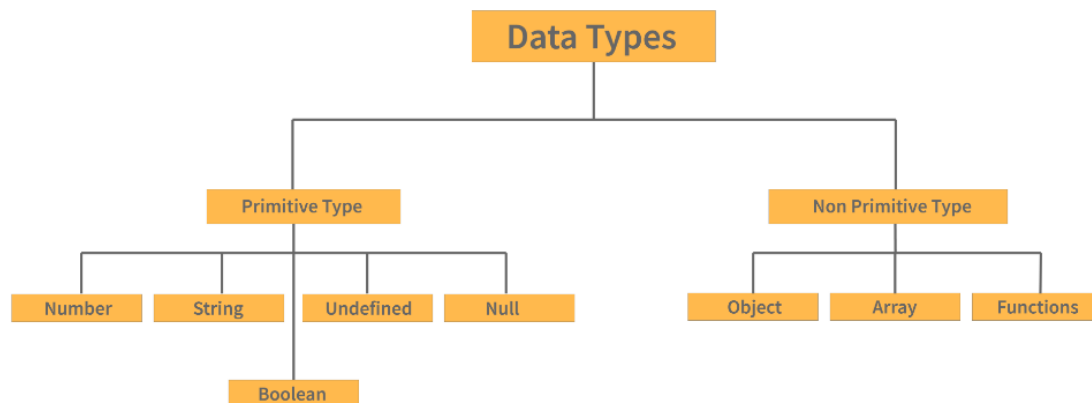 Data Types
Primitive Type
Non Primitive Type
Number
String
Undefined
Null
Object
Array
Functions
Boolean